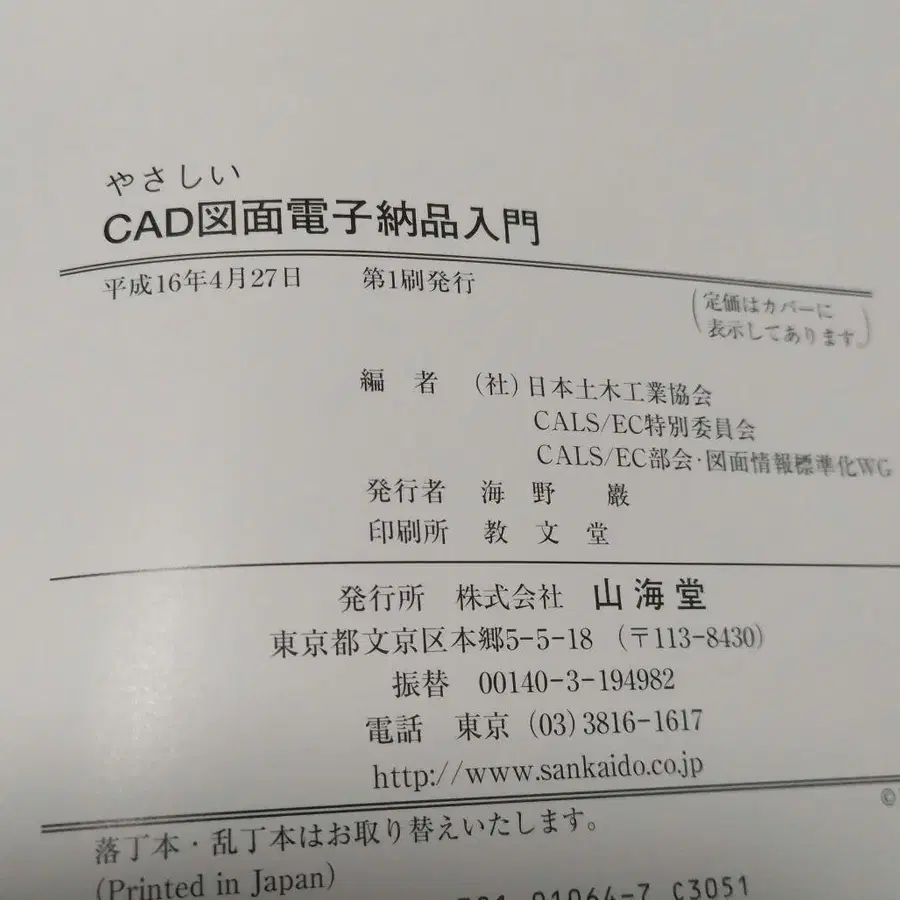 やさしい
CAD図面電子納品入門
平成16年4月27日 第1刷発行
(定価はカバーに
表示してあります)
編 者 (社)日本土木工業協会
CALS/EC特別委員会
CALS/EC部会・図面情報標準化WG
発行者 海 野 巌
印刷所 教 文 堂
発行所 株式会社 山 海 堂
東京都文京区本郷5-5-18 (〒113-8430)
振替 00140-3-194982
電話 東京 (03)3816-1617
http://www.sankaido.co.jp
©
落丁本・乱丁本はお取り替えいたします。
(Printed in Japan)
01064-7 C3051